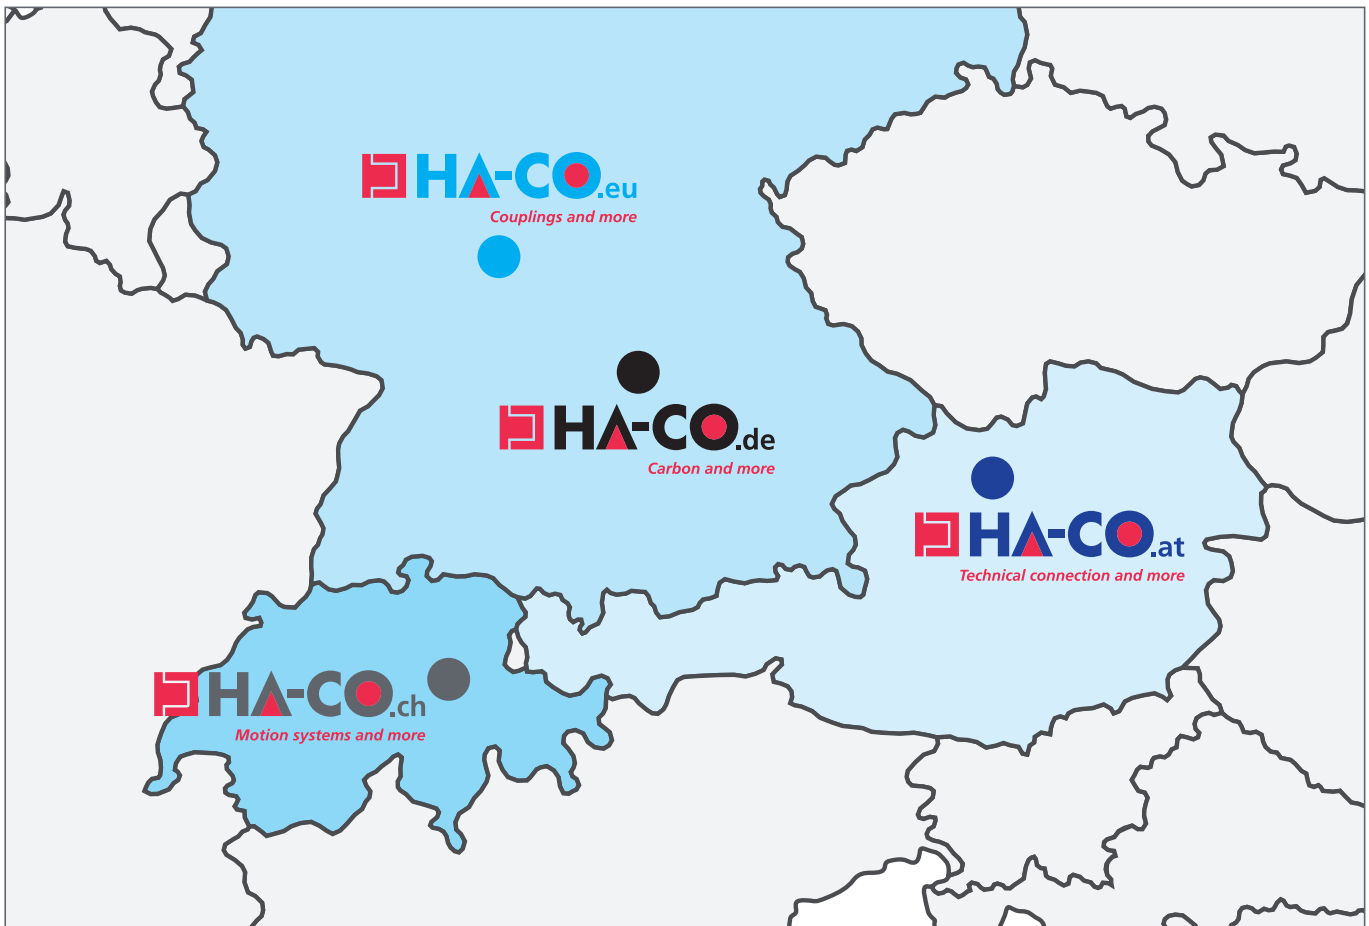 HA-CO.eu
Couplings and more
HA-CO.de
Carbon and more
HA-CO.at
Technical connection and more
HA-CO.ch
Motion systems and more